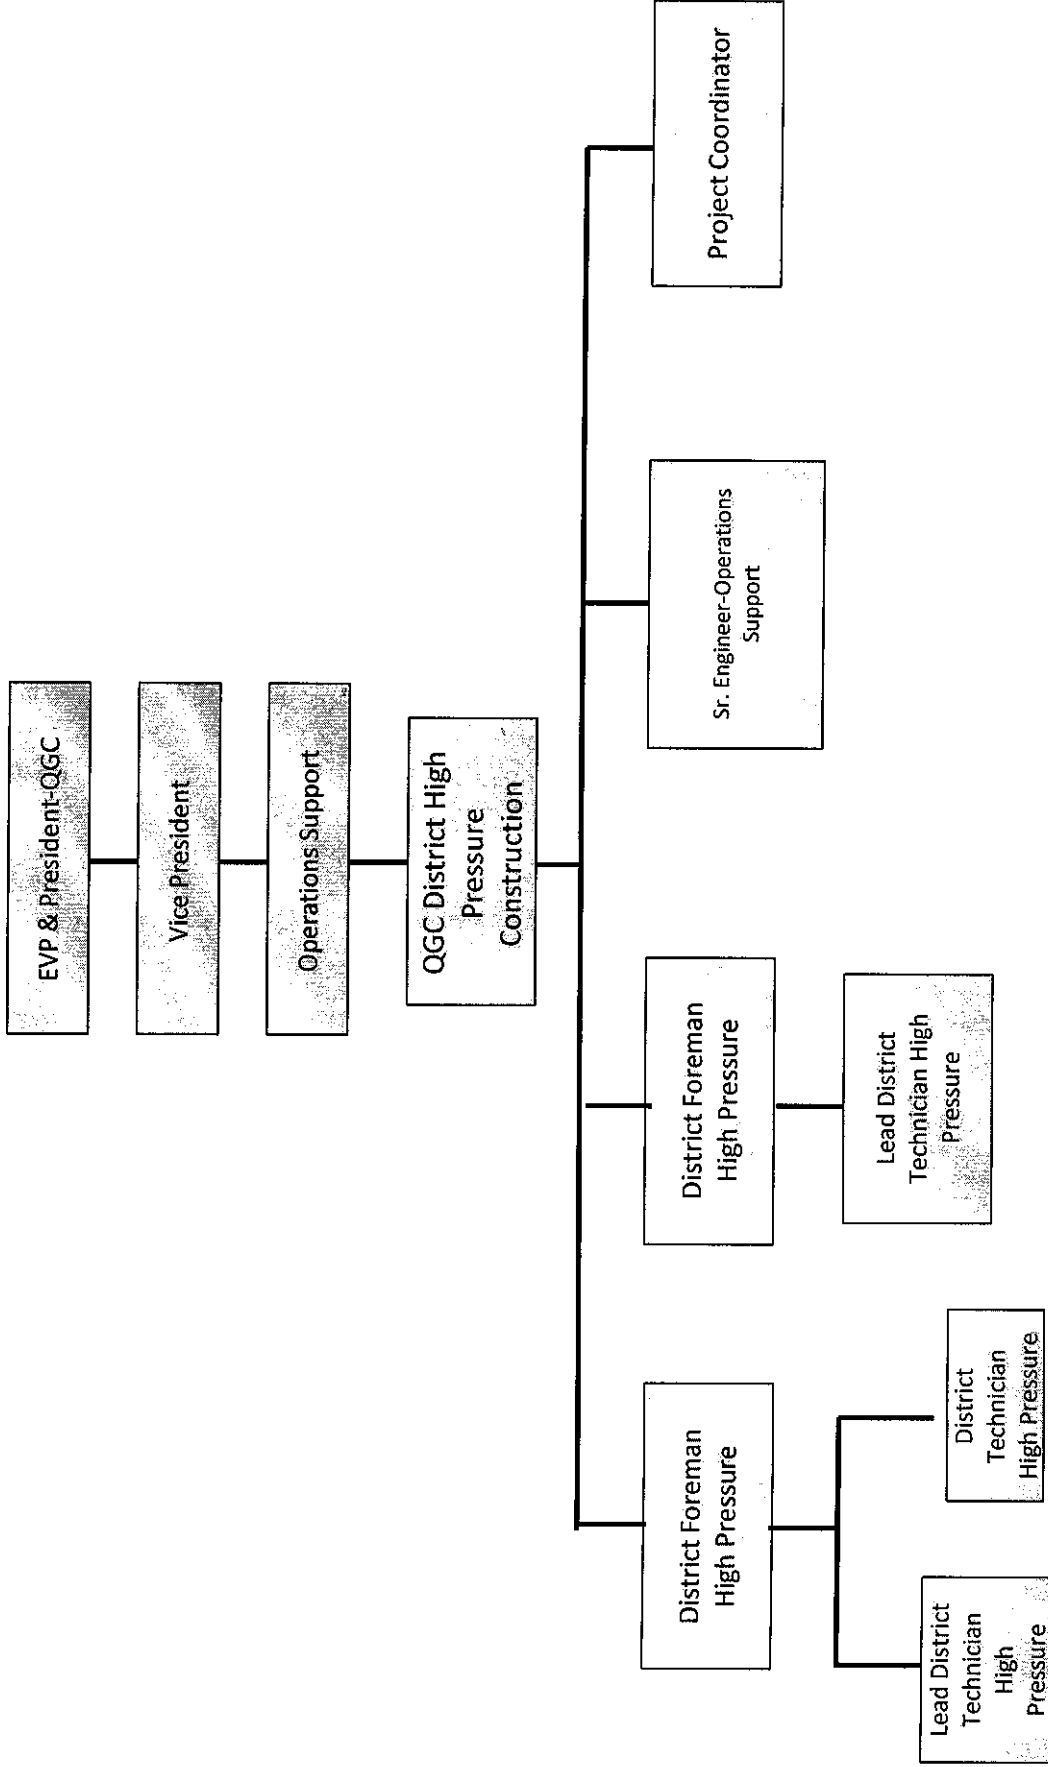 EVP & President-QGC
Vice President
Operations Support
QGC District High
Pressure
Construction
District Foreman
High Pressure
District Foreman
High Pressure
Sr. Engineer-Operations
Support
Project Coordinator
Lead District
Technician
High
Pressure
District
Technician
High Pressure
Lead District
Technician High
Pressure